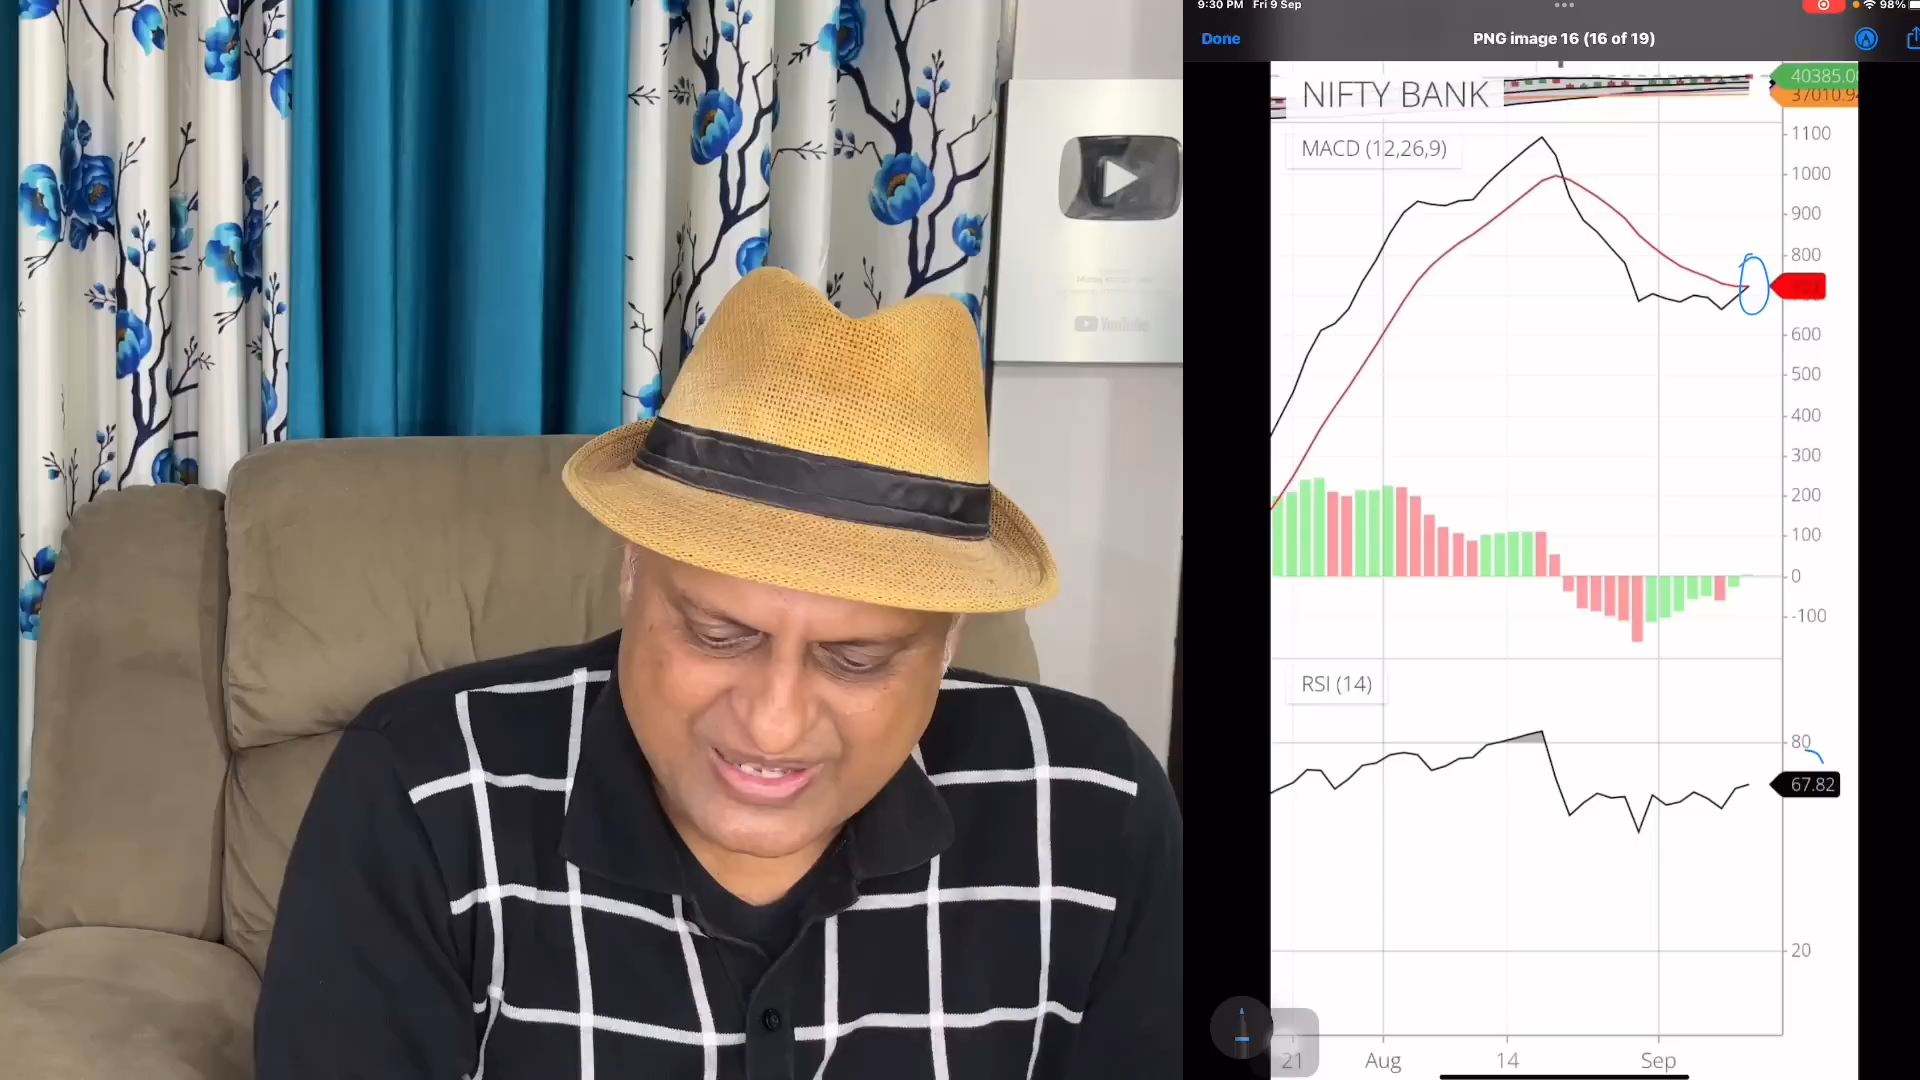 9:30 PM Fri 9 Sep
98%
Done
PNG image 16 (16 of 19)
NIFTY BANK
40385.0
37010.9
MACD (12,26,9)
1100
1000
900
800
600
500
400
300
200
100
0
-100
RSI (14)
80
67.82
20
21 Aug 14 Sep
YouTube